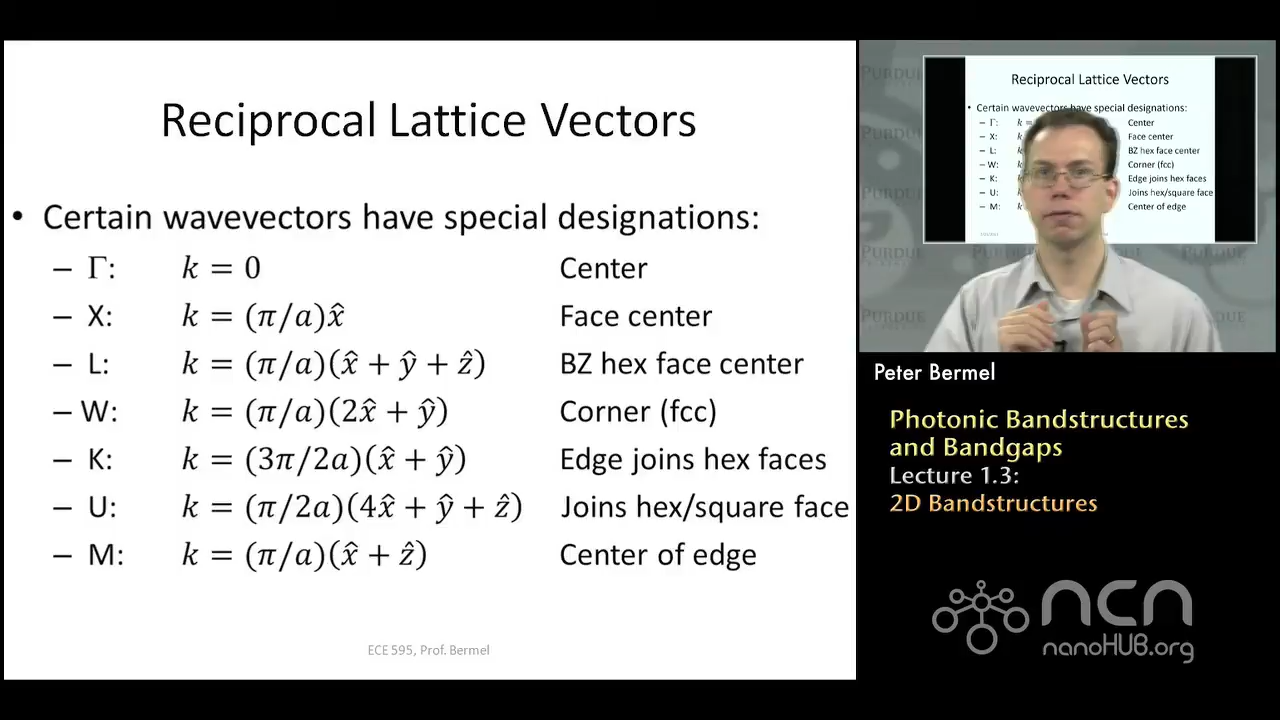 Reciprocal Lattice Vectors
• Certain wavevectors have special designations:
– Γ: k = 0 Center
– X: k = (π/a)x̂ Face center
– L: k = (π/a)(x̂ + ŷ + ẑ) BZ hex face center
– W: k = (π/a)(2x̂ + ŷ) Corner (fcc)
– K: k = (3π/2a)(x̂ + ŷ) Edge joins hex faces
– U: k = (π/2a)(4x̂ + ŷ + ẑ) Joins hex/square face
– M: k = (π/a)(x̂ + ẑ) Center of edge
ECE 595, Prof. Bermel
Reciprocal Lattice Vectors
• Certain wavevectors have special designations:
– Γ: k = Center
– X: k Face center
– L: k BZ hex face center
– W: k Corner (fcc)
– K: k Edge joins hex faces
– U: k Joins hex/square face
– M: k Center of edge
PURDUE
PURDUE
Peter Bermel
Photonic Bandstructures
and Bandgaps
Lecture 1.3:
2D Bandstructures
ncn
nanoHUB.org